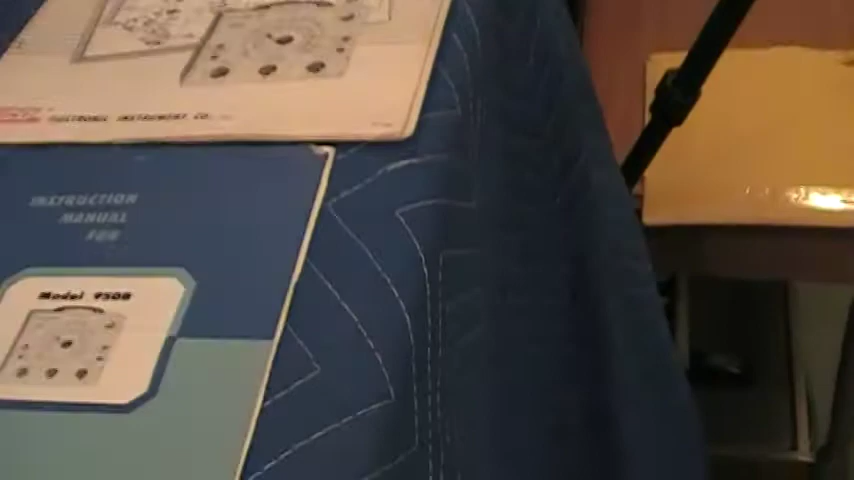 ELECTRONIC INSTRUMENT CO.
INSTRUCTION
MANUAL
FOR
Model 950B